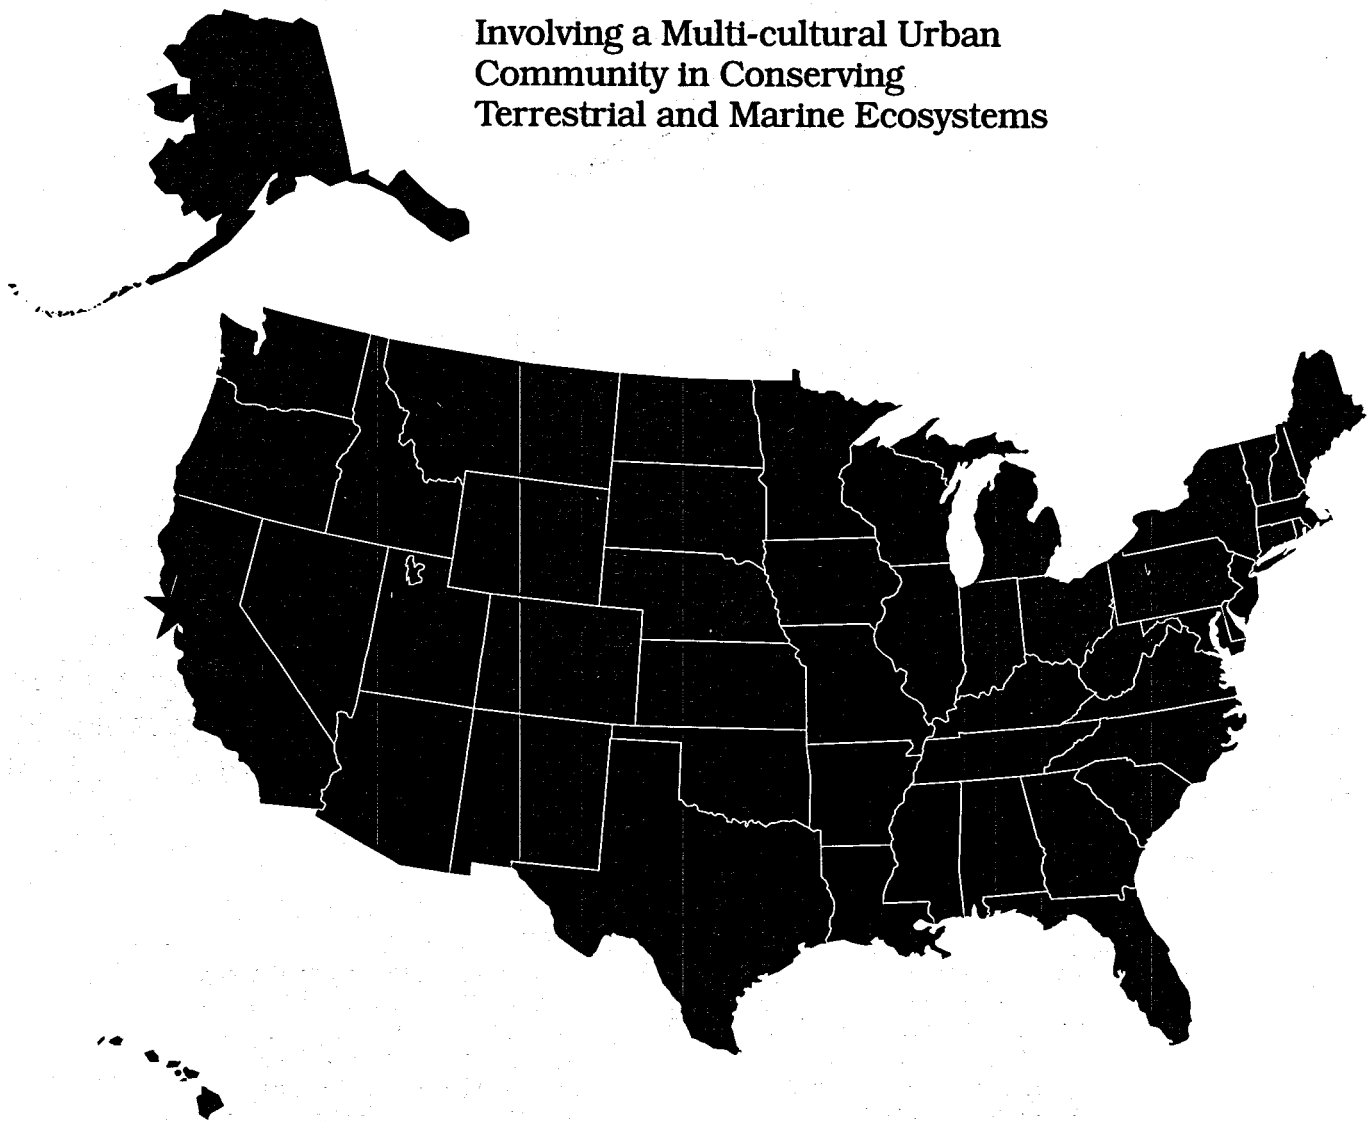 Involving a Multi-cultural Urban
Community in Conserving
Terrestrial and Marine Ecosystems